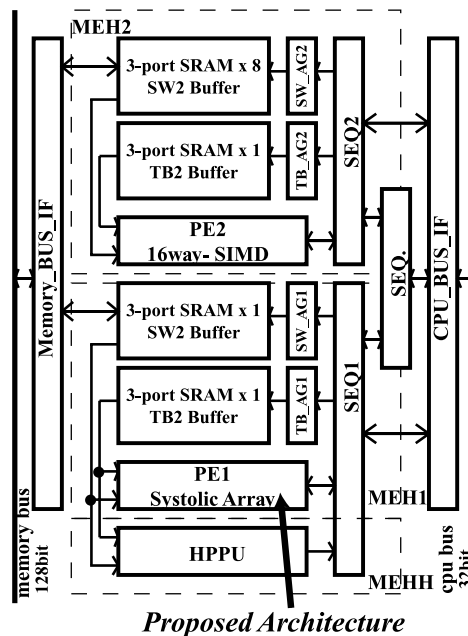 MEH2
3-port SRAM x 8
SW2 Buffer
SW_AG2
3-port SRAM x 1
TB2 Buffer
TB_AG2
SEQ2
PE2
16way- SIMD
Memory_BUS_IF
SEQ.
CPU_BUS_IF
3-port SRAM x 1
SW2 Buffer
SW_AG1
3-port SRAM x 1
TB2 Buffer
TB_AG1
SEQ1
PE1
Systolic Array
MEH1
HPPU
MEHH
memory bus
128bit
cpu bus
32bit
Proposed Architecture